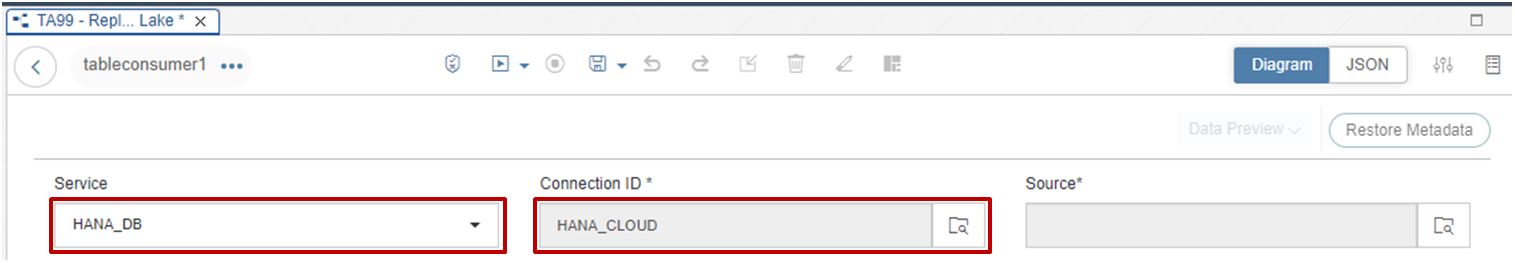 TA99 - Repl... Lake *
tableconsumer1
Diagram
JSON
Data Preview
Restore Metadata
Service
Connection ID *
Source*
HANA_DB
HANA_CLOUD